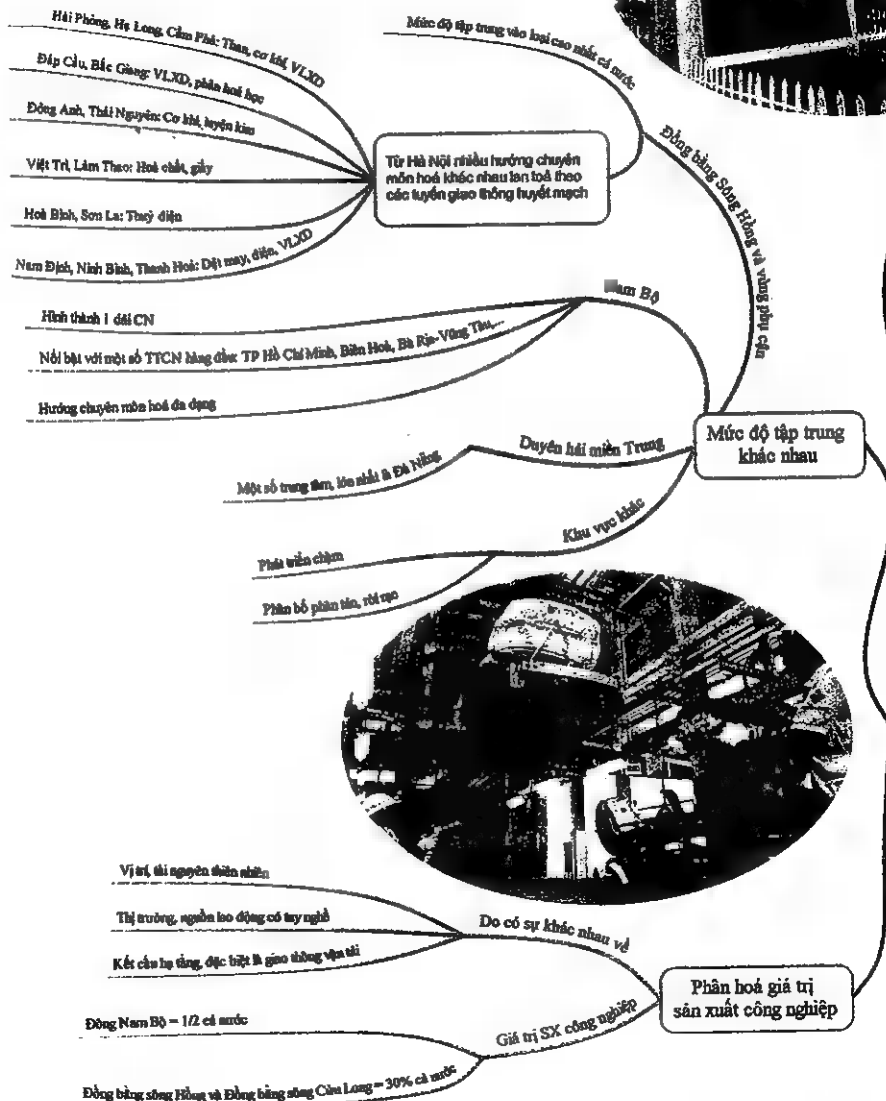 Mức độ tập trung vào loại cao nhất cả nước
Hải Phòng, Hạ Long, Cẩm Phả: Than, cơ khí, VLXD
Đáp Cầu, Bắc Giang: VLXD, phân hoá học
Đông Anh, Thái Nguyên: Cơ khí, luyện kim
Việt Trì, Lâm Thao: Hoá chất, giấy
Hoà Bình, Sơn La: Thuỷ điện
Nam Định, Ninh Bình, Thanh Hoá: Dệt may, điện, VLXD
Từ Hà Nội nhiều hướng chuyên
môn hoá khác nhau lan toả theo
các tuyến giao thông huyết mạch
Đồng bằng Sông Hồng và vùng phụ cận
Nam Bộ
Hình thành 1 dải CN
Nổi bật với một số TTCN hàng đầu: TP Hồ Chí Minh, Biên Hoà, Bà Rịa-Vũng Tàu,...
Hướng chuyên môn hoá đa dạng
Mức độ tập trung
khác nhau
Duyên hải miền Trung
Một số trung tâm, lớn nhất là Đà Nẵng
Khu vực khác
Phát triển chậm
Phân bố phân tán, rời rạc
Vị trí, tài nguyên thiên nhiên
Thị trường, nguồn lao động có tay nghề
Kết cấu hạ tầng, đặc biệt là giao thông vận tải
Do có sự khác nhau về
Phân hoá giá trị
sản xuất công nghiệp
Giá trị SX công nghiệp
Đông Nam Bộ = 1/2 cả nước
Đồng bằng sông Hồng và Đồng bằng sông Cửu Long = 30% cả nước